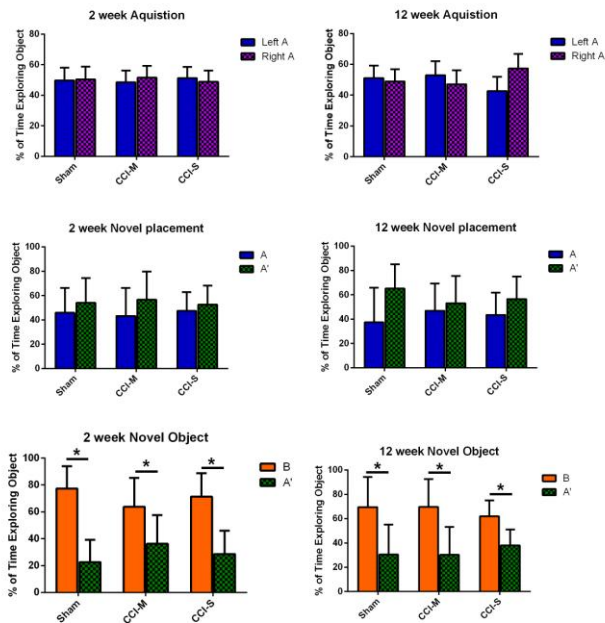 2 week Aquistion
% of Time Exploring Object
80
60
40
20
0
Sham
CCI-M
CCI-S
Left A
Right A
12 week Aquistion
% of Time Exploring Object
80
60
40
20
0
Sham
CCI-M
CCI-S
Left A
Right A
2 week Novel placement
% of Time Exploring Object
100
80
60
40
20
0
Sham
CCI-M
CCI-S
A
A'
12 week Novel placement
% of Time Exploring Object
100
80
60
40
20
0
Sham
CCI-M
CCI-S
A
A'
2 week Novel Object
% of Time Exploring Object
100
80
60
40
20
0
* * *
Sham
CCI-M
CCI-S
B
A'
12 week Novel Object
% of Time Exploring Object
100
80
60
40
20
0
* * *
Sham
CCI-M
CCI-S
B
A'